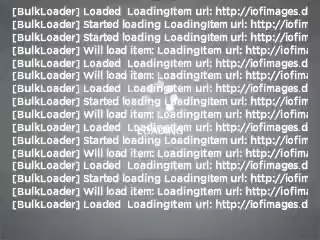 [BulkLoader] Loaded  LoadingItem url: http://iofimages.d
[BulkLoader] Started loading LoadingItem url: http://iofim
[BulkLoader] Started loading LoadingItem url: http://iofim
[BulkLoader] Will load item: LoadingItem url: http://iofima
[BulkLoader] Loaded  LoadingItem url: http://iofimages.d
[BulkLoader] Will load item: LoadingItem url: http://iofima
[BulkLoader] Loaded  LoadingItem url: http://iofimages.d
[BulkLoader] Started loading LoadingItem url: http://iofim
[BulkLoader] Will load item: LoadingItem url: http://iofima
[BulkLoader] Loaded  LoadingItem url: http://iofimages.d
LOADING
[BulkLoader] Started loading LoadingItem url: http://iofim
[BulkLoader] Will load item: LoadingItem url: http://iofima
[BulkLoader] Loaded  LoadingItem url: http://iofimages.d
[BulkLoader] Started loading LoadingItem url: http://iofim
[BulkLoader] Will load item: LoadingItem url: http://iofima
[BulkLoader] Loaded  LoadingItem url: http://iofimages.d